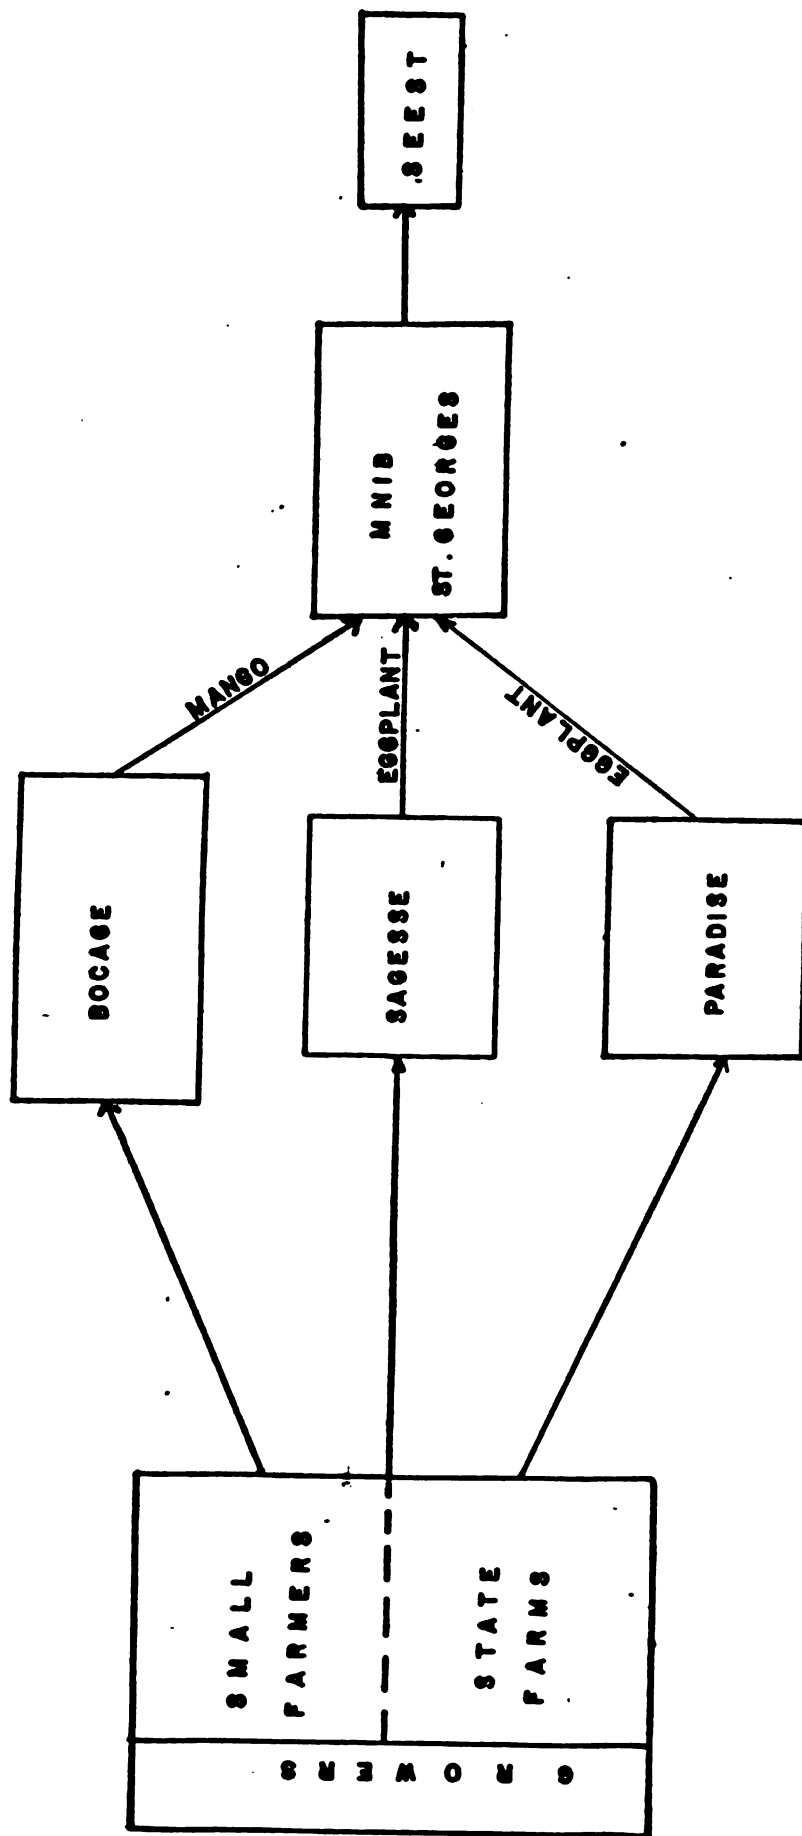 GROWERS
SMALL
FARMERS
STATE
FARMS
BOCAGE
SAGESSE
PARADISE
MANGO
EGGPLANT
EGGPLANT
MNIB
ST. GEORGES
SEEST